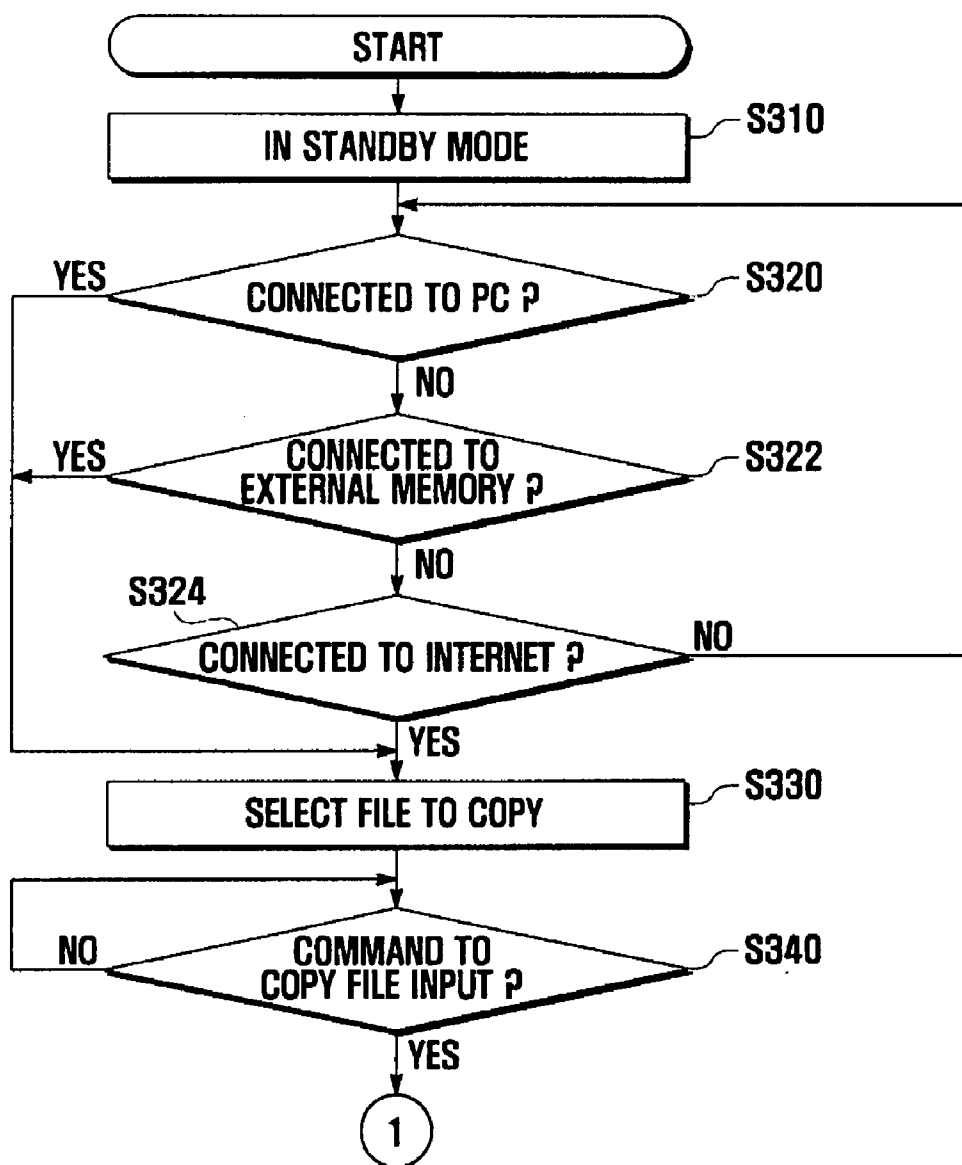 START
IN STANDBY MODE
S310
YES
CONNECTED TO PC ?
S320
NO
YES
CONNECTED TO
EXTERNAL MEMORY ?
S322
NO
S324
CONNECTED TO INTERNET ?
NO
YES
SELECT FILE TO COPY
S330
NO
COMMAND TO
COPY FILE INPUT ?
S340
YES
1